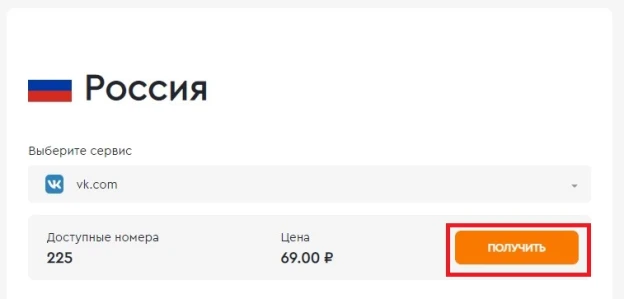 Россия
Выберите сервис
vk.com
Доступные номера Цена
225 69.00 ₽ ПОЛУЧИТЬ